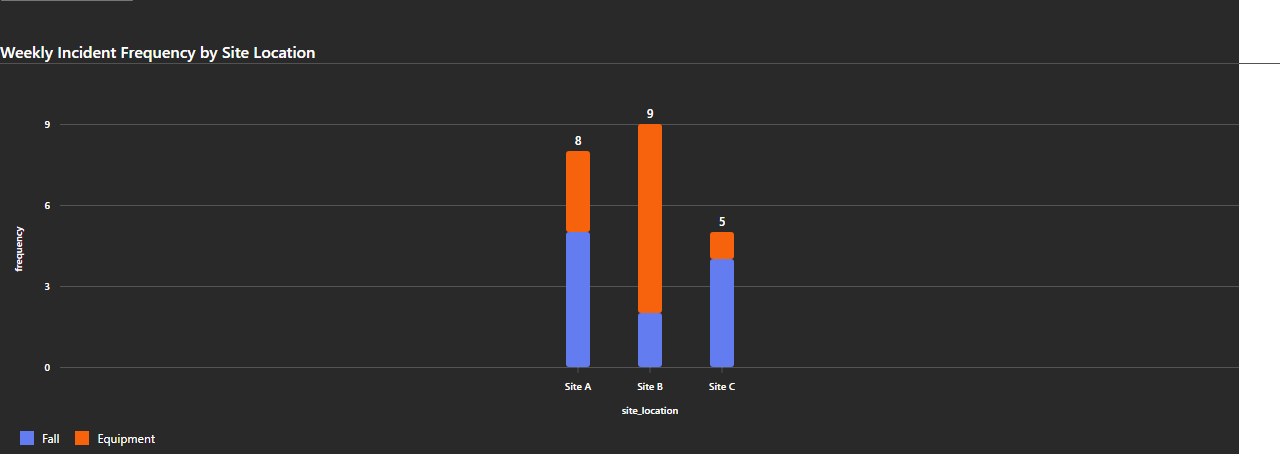 Weekly Incident Frequency by Site Location
9
8
9
6
5
frequency
3
0
Site A Site B Site C
site_location
Fall Equipment